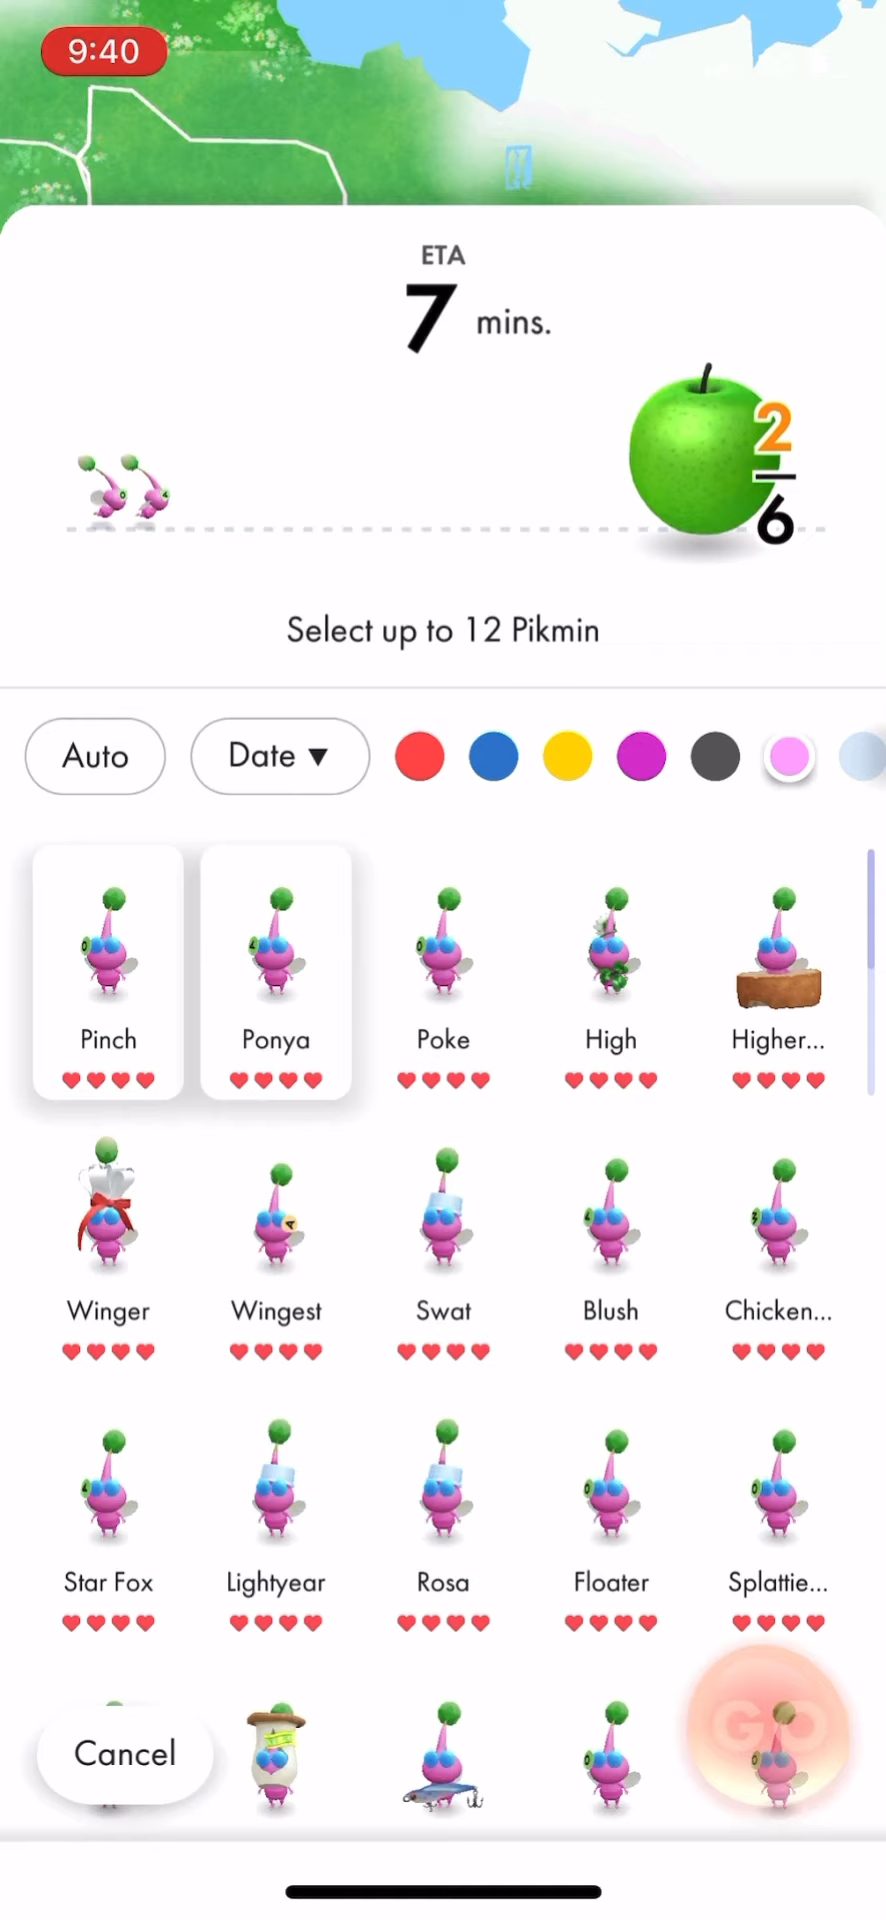 9:40
ETA
7 mins.
2
6
Select up to 12 Pikmin
Auto
Date ▼
Pinch
Ponya
Poke
High
Higher...
Winger
Wingest
Swat
Blush
Chicken...
Star Fox
Lightyear
Rosa
Floater
Splattie...
Cancel
GO